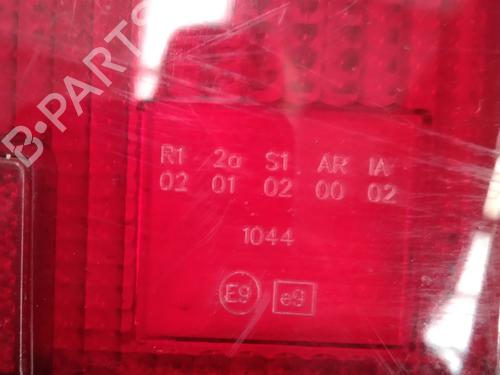 B-PARTS
R1 2a S1 AR IA
02 01 02 00 02
1044
E9 e9